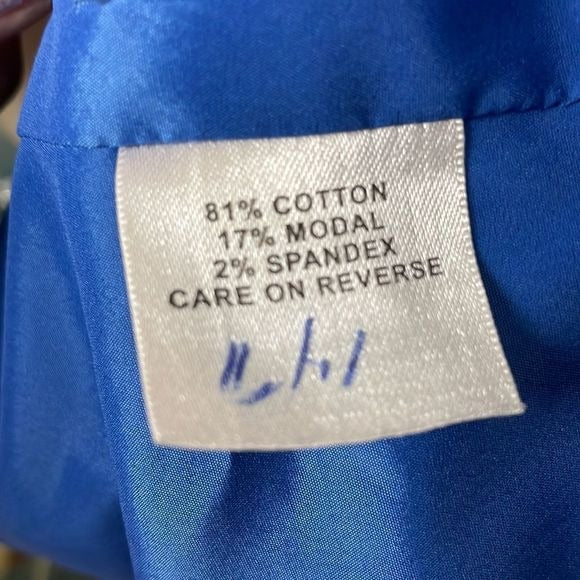 81% COTTON
17% MODAL
2% SPANDEX
CARE ON REVERSE